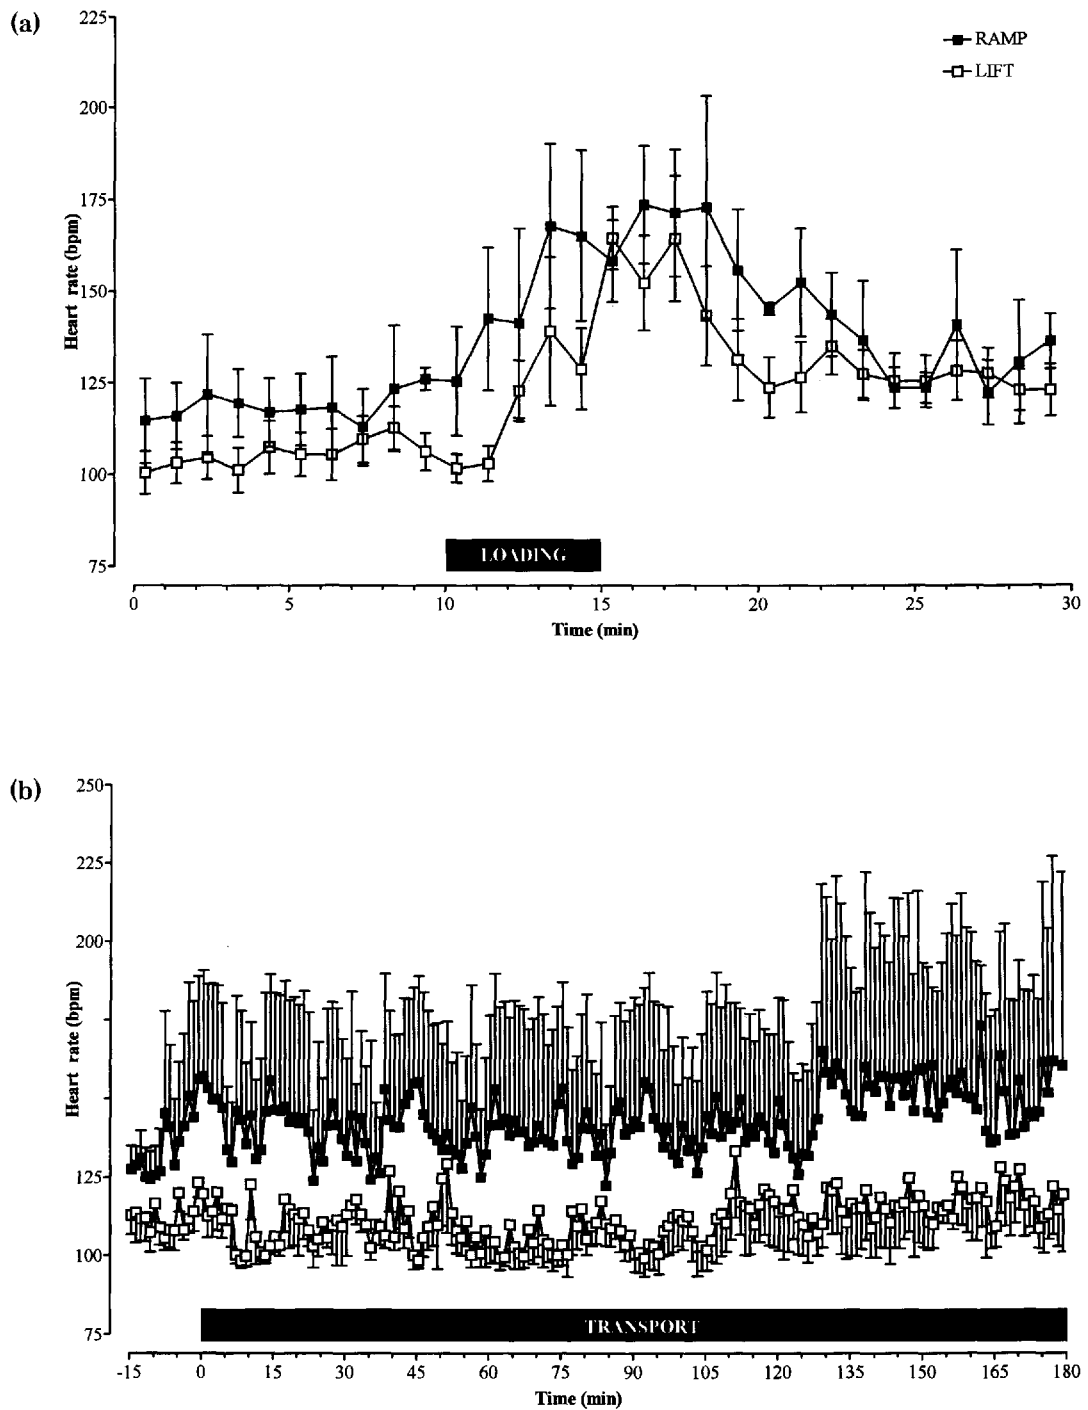 (a)
225
200
175
150
125
100
75
Heart rate (bpm)
RAMP
LIFT
LOADING
0 5 10 15 20 25 30
Time (min)
(b)
250
225
200
125
100
75
Heart rate (bpm)
TRANSPORT
-15 0 15 30 45 60 75 90 105 120 135 150 165 180
Time (min)